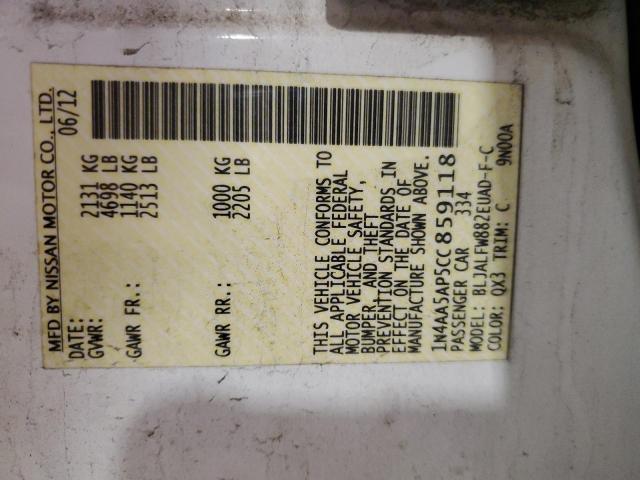 MFD BY NISSAN MOTOR CO., LTD.
DATE: 06/12
GVWR: 2131 KG
4698 LB
GAWR FR.: 1140 KG
2513 LB
GAWR RR.: 1000 KG
2205 LB
THIS VEHICLE CONFORMS TO
ALL APPLICABLE FEDERAL
MOTOR VEHICLE SAFETY,
BUMPER, AND THEFT
PREVENTION STANDARDS IN
EFFECT ON THE DATE OF
MANUFACTURE SHOWN ABOVE.
1N4AA5AP5CC859118
PASSENGER CAR 334
MODEL: BLJALFW882EUAD-F-C
COLOR: QX3 TRIM: C 9N00A